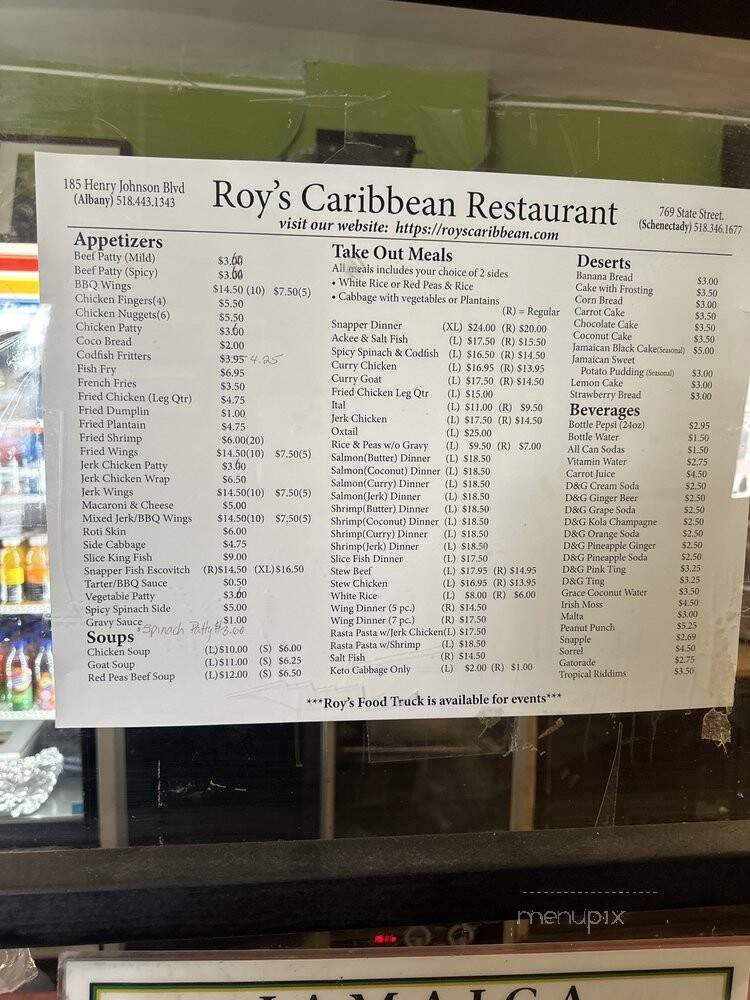 185 Henry Johnson Blvd
(Albany) 518.443.1343
Roy's Caribbean Restaurant
visit our website: https://royscaribbean.com
769 State Street.
(Schenectady) 518.346.1677
Appetizers
Beef Patty (Mild) $3.60
Beef Patty (Spicy) $3.60
BBQ Wings $14.50 (10) $7.50(5)
Chicken Fingers(4) $5.50
Chicken Nuggets(6) $5.50
Chicken Patty $3.60
Coco Bread $2.00
Codfish Fritters $3.95 4.25
Fish Fry $6.95
French Fries $3.50
Fried Chicken (Leg Qtr) $4.75
Fried Dumplin $1.00
Fried Plantain $4.75
Fried Shrimp $6.00(20)
Fried Wings $14.50(10) $7.50(5)
Jerk Chicken Patty $3.60
Jerk Chicken Wrap $6.50
Jerk Wings $14.50(10) $7.50(5)
Macaroni & Cheese $5.00
Mixed Jerk/BBQ Wings $14.50(10) $7.50(5)
Roti Skin $6.00
Side Cabbage $4.75
Slice King Fish $9.00
Snapper Fish Escovitch (R)$14.50 (XL)$16.50
Tarter/BBQ Sauce $0.50
Vegetable Patty $3.60
Spicy Spinach Side $5.00
Gravy Sauce $1.00
Spinach Patty $3.60
Soups
Chicken Soup (L)$10.00 (S) $6.00
Goat Soup (L)$11.00 (S) $6.25
Red Peas Beef Soup (L)$12.00 (S) $6.50
Take Out Meals
All meals includes your choice of 2 sides
• White Rice or Red Peas & Rice
• Cabbage with vegetables or Plantains
(R) = Regular
Snapper Dinner (XL) $24.00 (R) $20.00
Ackee & Salt Fish (L) $17.50 (R) $15.50
Spicy Spinach & Codfish (L) $16.50 (R) $14.50
Curry Chicken (L) $16.95 (R) $13.95
Curry Goat (L) $17.50 (R) $14.50
Fried Chicken Leg Qtr (L) $15.00
Ital (L) $11.00 (R) $9.50
Jerk Chicken (L) $17.50 (R) $14.50
Oxtail (L) $25.00
Rice & Peas w/o Gravy (L) $9.50 (R) $7.00
Salmon(Butter) Dinner (L) $18.50
Salmon(Coconut) Dinner (L) $18.50
Salmon(Curry) Dinner (L) $18.50
Salmon(Jerk) Dinner (L) $18.50
Shrimp(Butter) Dinner (L) $18.50
Shrimp(Coconut) Dinner (L) $18.50
Shrimp(Curry) Dinner (L) $18.50
Shrimp(Jerk) Dinner (L) $18.50
Slice Fish Dinner (L) $17.50
Stew Beef (L) $17.95 (R) $14.95
Stew Chicken (L) $16.95 (R) $13.95
White Rice (L) $8.00 (R) $6.00
Wing Dinner (5 pc.) (R) $14.50
Wing Dinner (7 pc.) (R) $17.50
Rasta Pasta w/Jerk Chicken(L) $17.50
Rasta Pasta w/Shrimp (L) $18.50
Salt Fish (R) $14.50
Keto Cabbage Only (L) $2.00 (R) $1.00
Deserts
Banana Bread $3.00
Cake with Frosting $3.50
Corn Bread $3.00
Carrot Cake $3.50
Chocolate Cake $3.50
Coconut Cake $3.50
Jamaican Black Cake(Seasonal) $5.00
Jamaican Sweet
Potato Pudding (Seasonal) $3.00
Lemon Cake $3.00
Strawberry Bread $3.00
Beverages
Bottle Pepsi (24oz) $2.95
Bottle Water $1.50
All Can Sodas $1.50
Vitamin Water $2.75
Carrot Juice $4.50
D&G Cream Soda $2.50
D&G Ginger Beer $2.50
D&G Grape Soda $2.50
D&G Kola Champagne $2.50
D&G Orange Soda $2.50
D&G Pineapple Ginger $2.50
D&G Pineapple Soda $2.50
D&G Pink Ting $3.25
D&G Ting $3.25
Grace Coconut Water $3.50
Irish Moss $4.50
Malta $3.00
Peanut Punch $5.25
Snapple $2.69
Sorrel $4.50
Gatorade $2.75
Tropical Riddims $3.50
***Roy's Food Truck is available for events***
menupix
JAMAICA